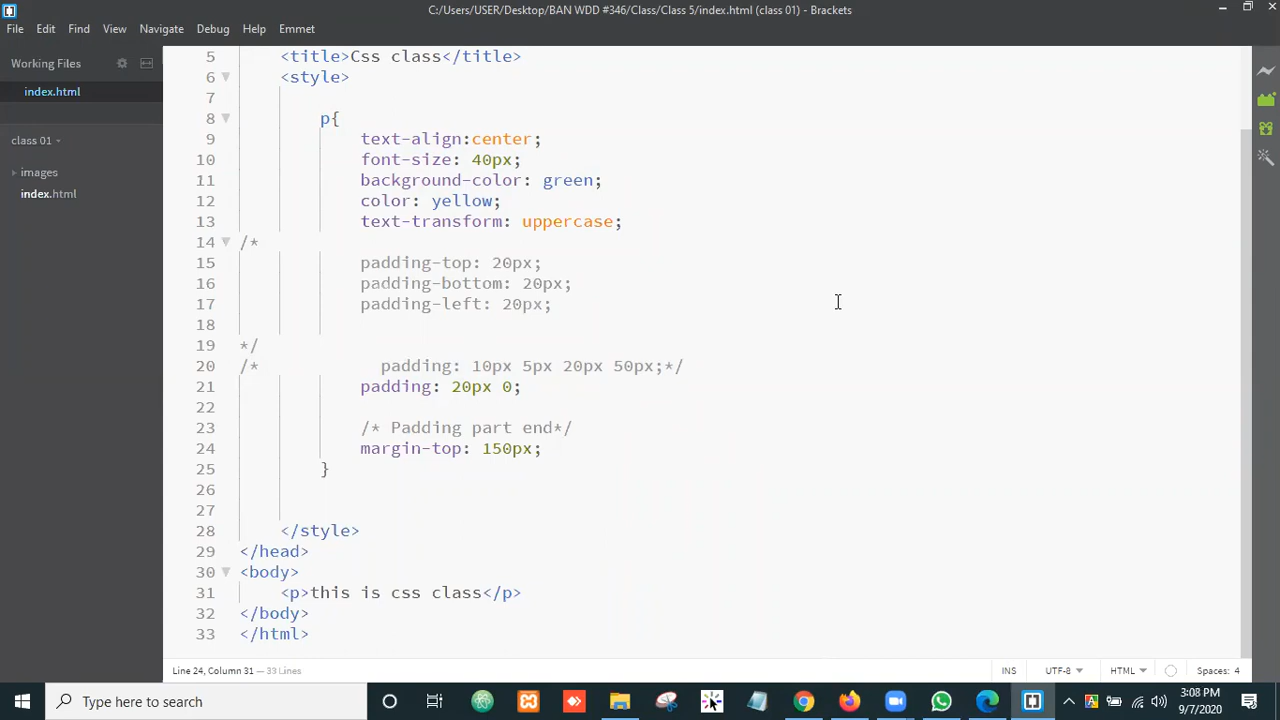 C:/Users/USER/Desktop/BAN WDD #346/Class/Class 5/index.html (class 01) - Brackets
File Edit Find View Navigate Debug Help Emmet
Working Files
index.html
class 01
images
index.html
5 <title>Css class</title>
6 <style>
7
8 p{
9 text-align:center;
10 font-size: 40px;
11 background-color: green;
12 color: yellow;
13 text-transform: uppercase;
14 /*
15 padding-top: 20px;
16 padding-bottom: 20px;
17 padding-left: 20px;
18
19 */
20 /* padding: 10px 5px 20px 50px;*/
21 padding: 20px 0;
22
23 /* Padding part end*/
24 margin-top: 150px;
25 }
26
27
28 </style>
29 </head>
30 <body>
31 <p>this is css class</p>
32 </body>
33 </html>
Line 24, Column 31 — 33 Lines
INS UTF-8 HTML Spaces: 4
Type here to search
3:08 PM
9/7/2020